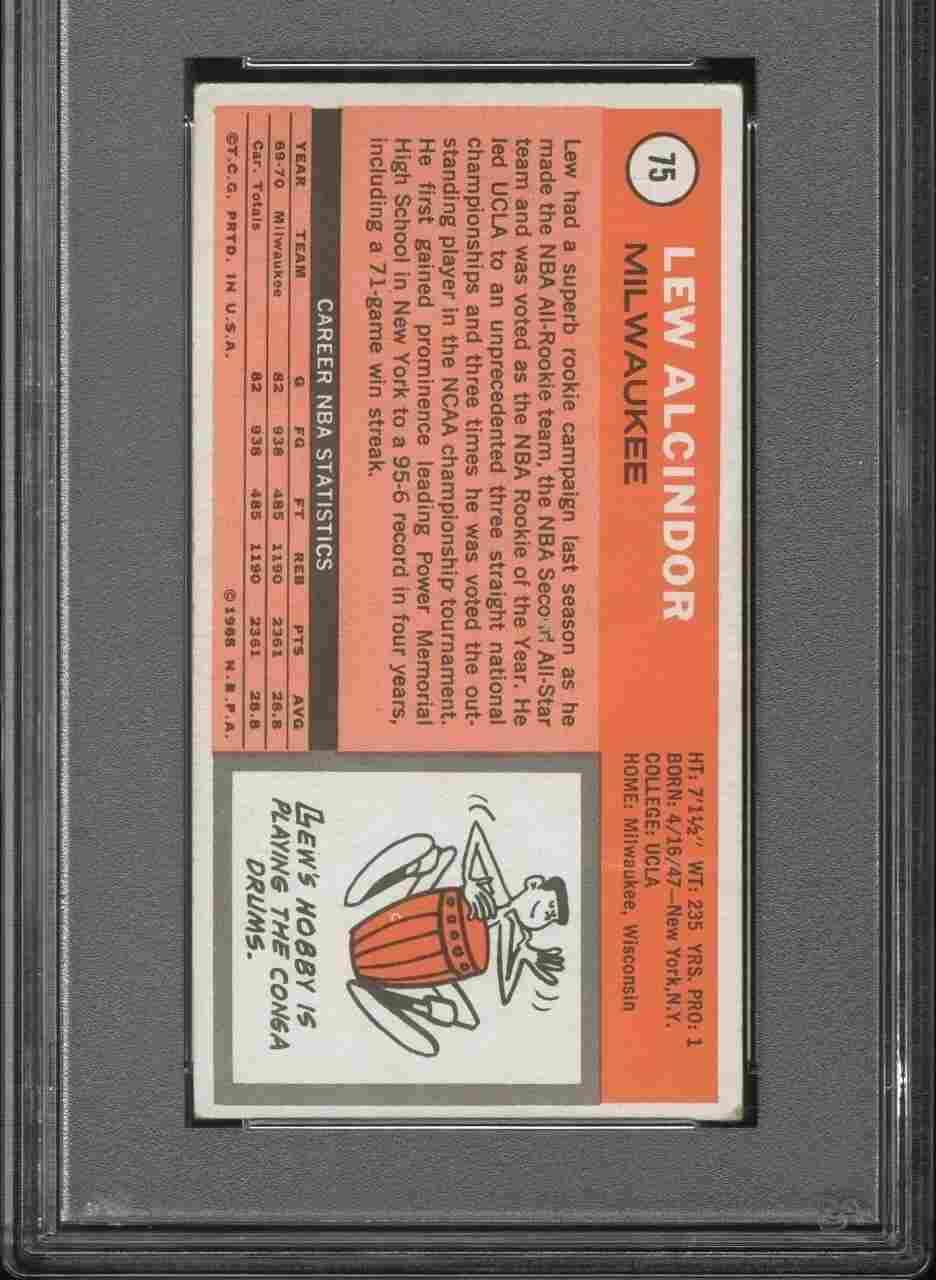 75
LEW ALCINDOR
MILWAUKEE
HT: 7'1½" WT: 235 YRS. PRO: 1
BORN: 4/16/47—New York, N.Y.
COLLEGE: UCLA
HOME: Milwaukee, Wisconsin
Lew had a superb rookie campaign last season as he
made the NBA All-Rookie team, the NBA Second All-Star
team and was voted as the NBA Rookie of the Year. He
led UCLA to an unprecedented three straight national
championships and three times he was voted the out-
standing player in the NCAA championship tournament.
He first gained prominence leading Power Memorial
High School in New York to a 95-6 record in four years,
including a 71-game win streak.
CAREER NBA STATISTICS
YEAR TEAM G FG FT REB PTS AVG
69-70 Milwaukee 82 938 485 1190 2361 28.8
Car. Totals 82 938 485 1190 2361 28.8
©T.C.G. PRTD. IN U.S.A. ©1968 N.B.P.A.
LEW'S HOBBY IS
PLAYING THE CONGA
DRUMS.